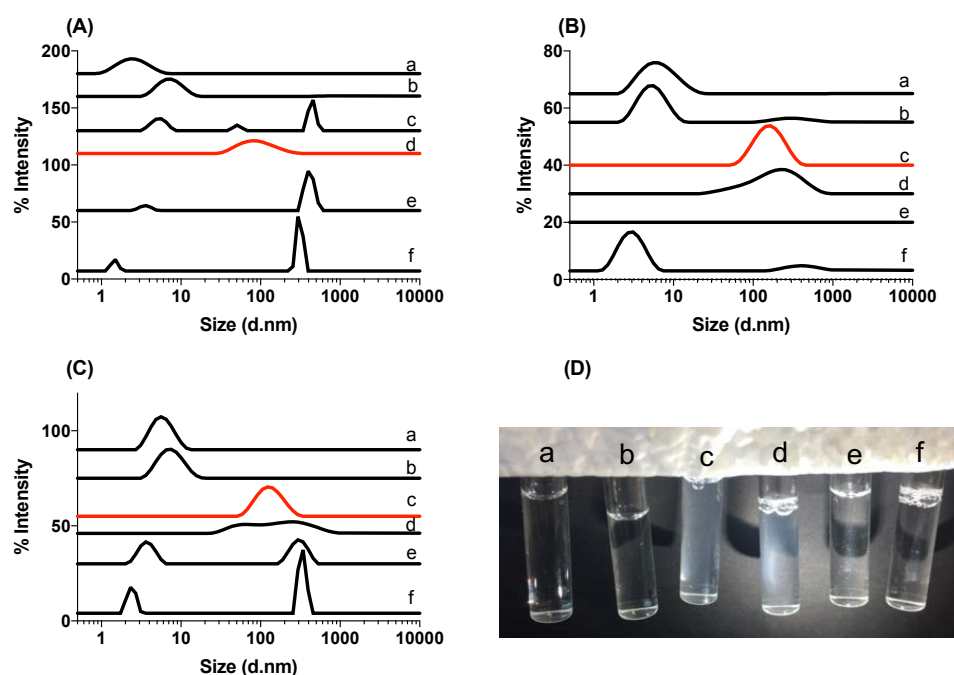 (A)
200
150
100
50
0
% Intensity
a
b
c
d
e
f
1
10
100
1000
10000
Size (d.nm)
(B)
80
60
40
20
0
% Intensity
a
b
c
d
e
f
1
10
100
1000
10000
Size (d.nm)
(C)
100
50
0
% Intensity
a
b
c
d
e
f
1
10
100
1000
10000
Size (d.nm)
(D)
a b c d e f